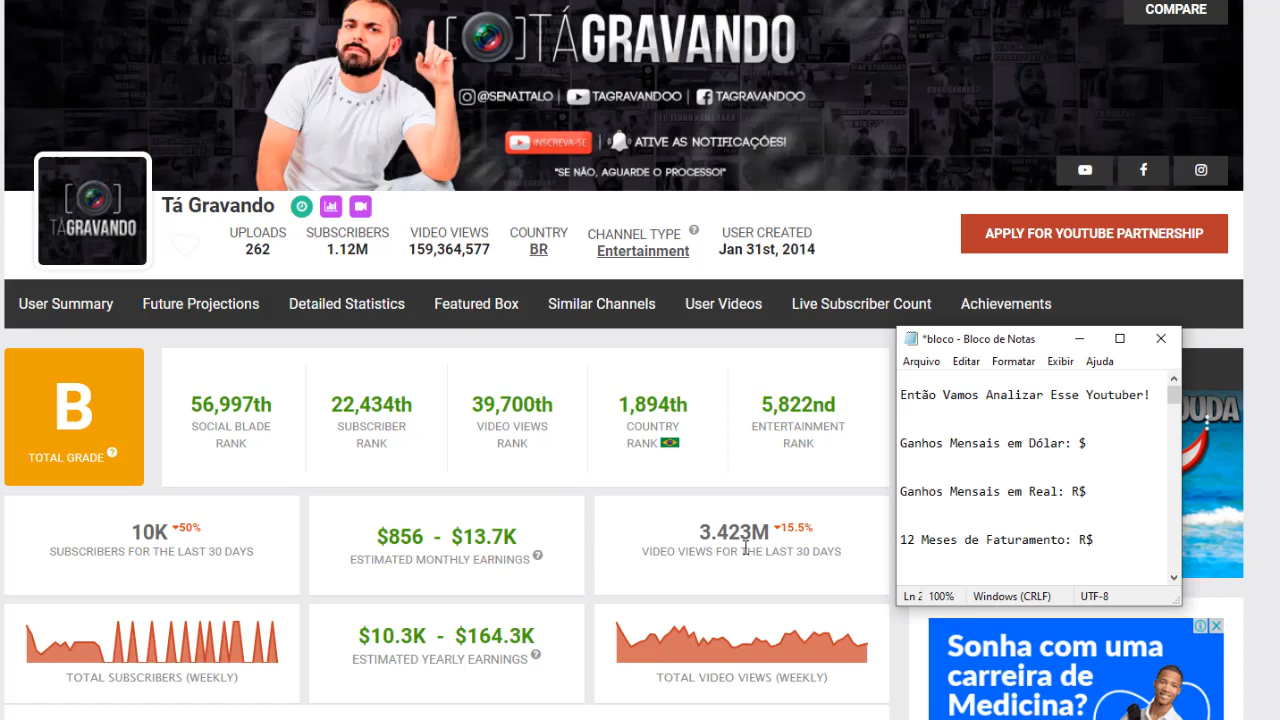 COMPARE
TÁGRAVANDO
@SENAITALO | TAGRAVANDOO | TAGRAVANDOO
INSCREVA-SE | ATIVE AS NOTIFICAÇÕES!
"SE NÃO, AGUARDE O PROCESSO!"
TÁGRAVANDO
Tá Gravando
UPLOADS
262
SUBSCRIBERS
1.12M
VIDEO VIEWS
159,364,577
COUNTRY
BR
CHANNEL TYPE ?
Entertainment
USER CREATED
Jan 31st, 2014
APPLY FOR YOUTUBE PARTNERSHIP
User Summary
Future Projections
Detailed Statistics
Featured Box
Similar Channels
User Videos
Live Subscriber Count
Achievements
B
TOTAL GRADE ?
56,997th
SOCIAL BLADE
RANK
22,434th
SUBSCRIBER
RANK
39,700th
VIDEO VIEWS
RANK
1,894th
COUNTRY
RANK
5,822nd
ENTERTAINMENT
RANK
10K 50%
SUBSCRIBERS FOR THE LAST 30 DAYS
$856 - $13.7K
ESTIMATED MONTHLY EARNINGS ?
3.423M 15.5%
VIDEO VIEWS FOR THE LAST 30 DAYS
TOTAL SUBSCRIBERS (WEEKLY)
$10.3K - $164.3K
ESTIMATED YEARLY EARNINGS ?
TOTAL VIDEO VIEWS (WEEKLY)
*bloco - Bloco de Notas
Arquivo Editar Formatar Exibir Ajuda
Então Vamos Analizar Esse Youtuber!
Ganhos Mensais em Dólar: $
Ganhos Mensais em Real: R$
12 Meses de Faturamento: R$
100% Windows (CRLF) UTF-8
Sonha com uma
carreira de
Medicina?